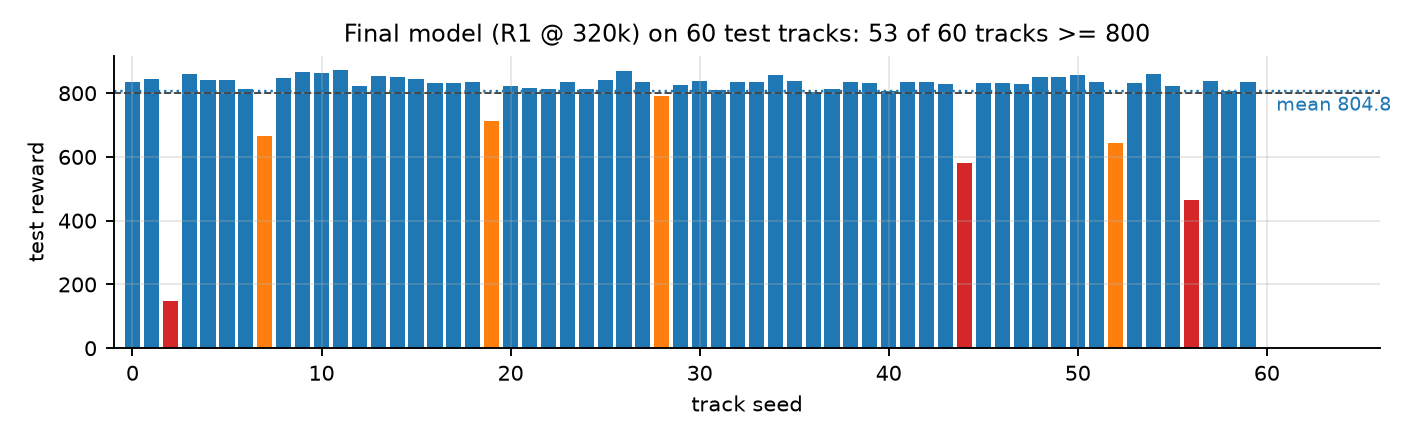 Final model (R1 @ 320k) on 60 test tracks: 53 of 60 tracks >= 800
test reward
800
600
400
200
0
mean 804.8
0 10 20 30 40 50 60
track seed